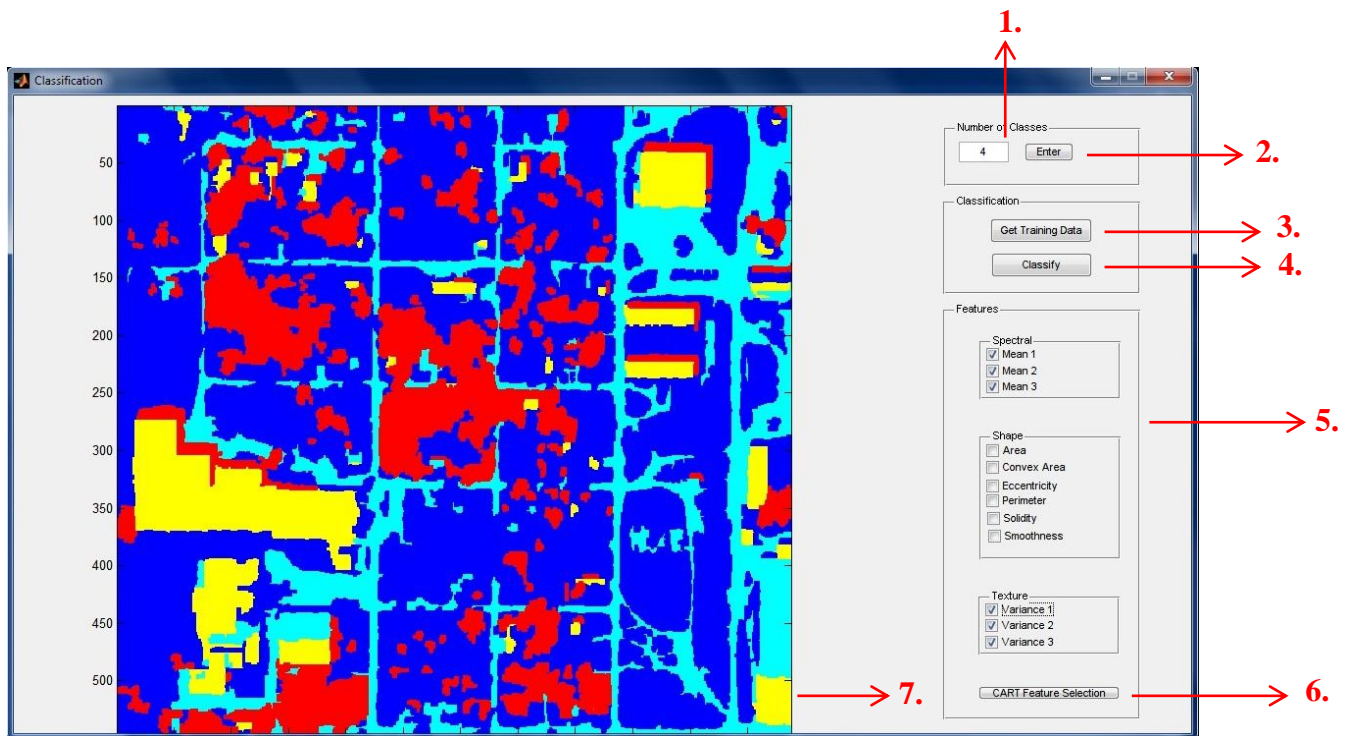 1.
Classification
Number of Classes
4 Enter
2.
Classification
Get Training Data
3.
Classify
4.
Features
Spectral
Mean 1
Mean 2
Mean 3
5.
Shape
Area
Convex Area
Eccentricity
Perimeter
Solidity
Smoothness
Texture
Variance 1
Variance 2
Variance 3
CART Feature Selection
6.
7.
50
100
150
200
250
300
350
400
450
500